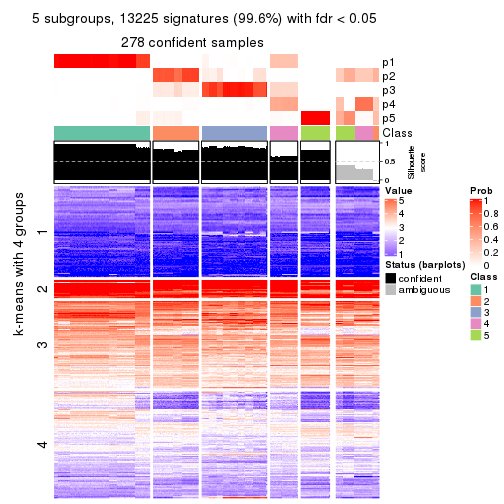 5 subgroups, 13225 signatures (99.6%) with fdr < 0.05
278 confident samples
p1
p2
p3
p4
p5
Class
1
0.5
0
Silhouette
score
k-means with 4 groups
1
2
3
4
Value
5
4
3
2
1
Status (barplots)
confident
ambiguous
Prob
1
0.8
0.6
0.4
0.2
0
Class
1
2
3
4
5